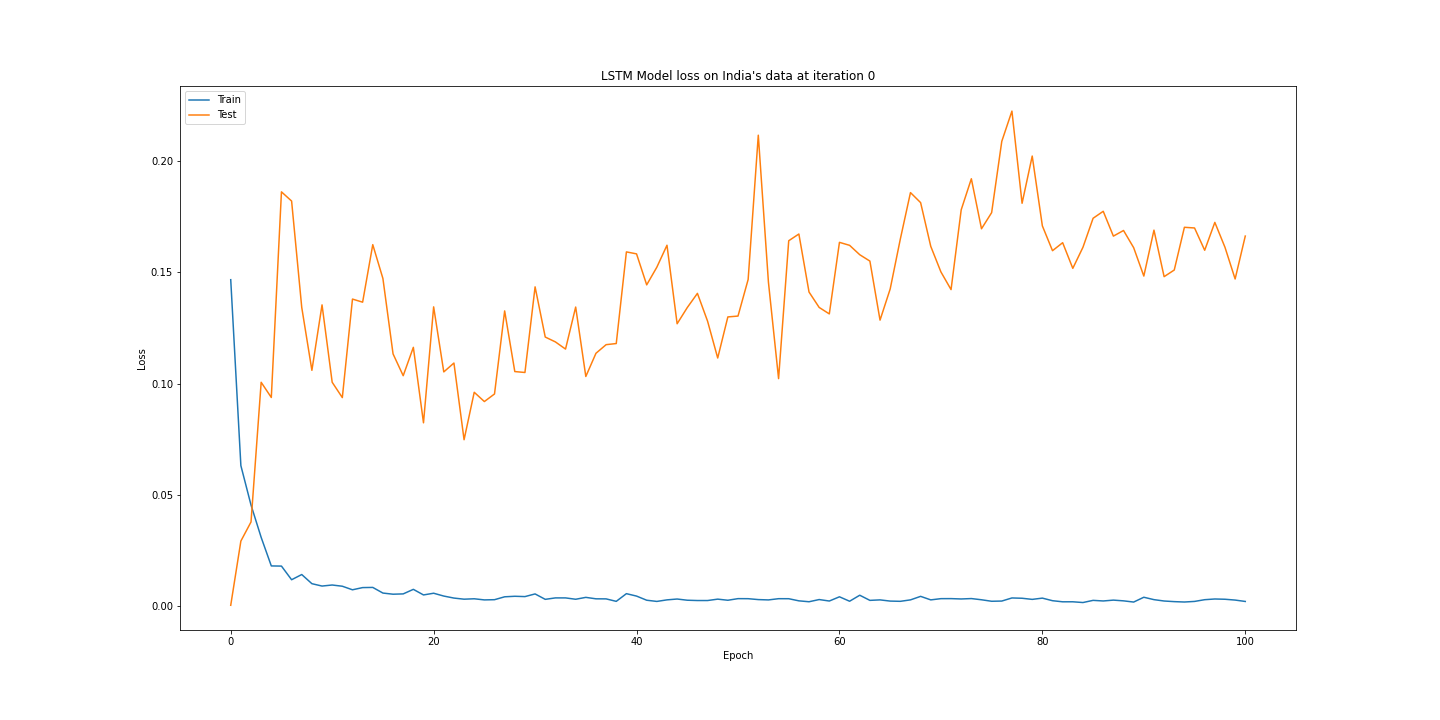 LSTM Model loss on India's data at iteration 0
Train
Test
Loss
0.20
0.15
0.10
0.05
0.00
0 20 40 60 80 100
Epoch